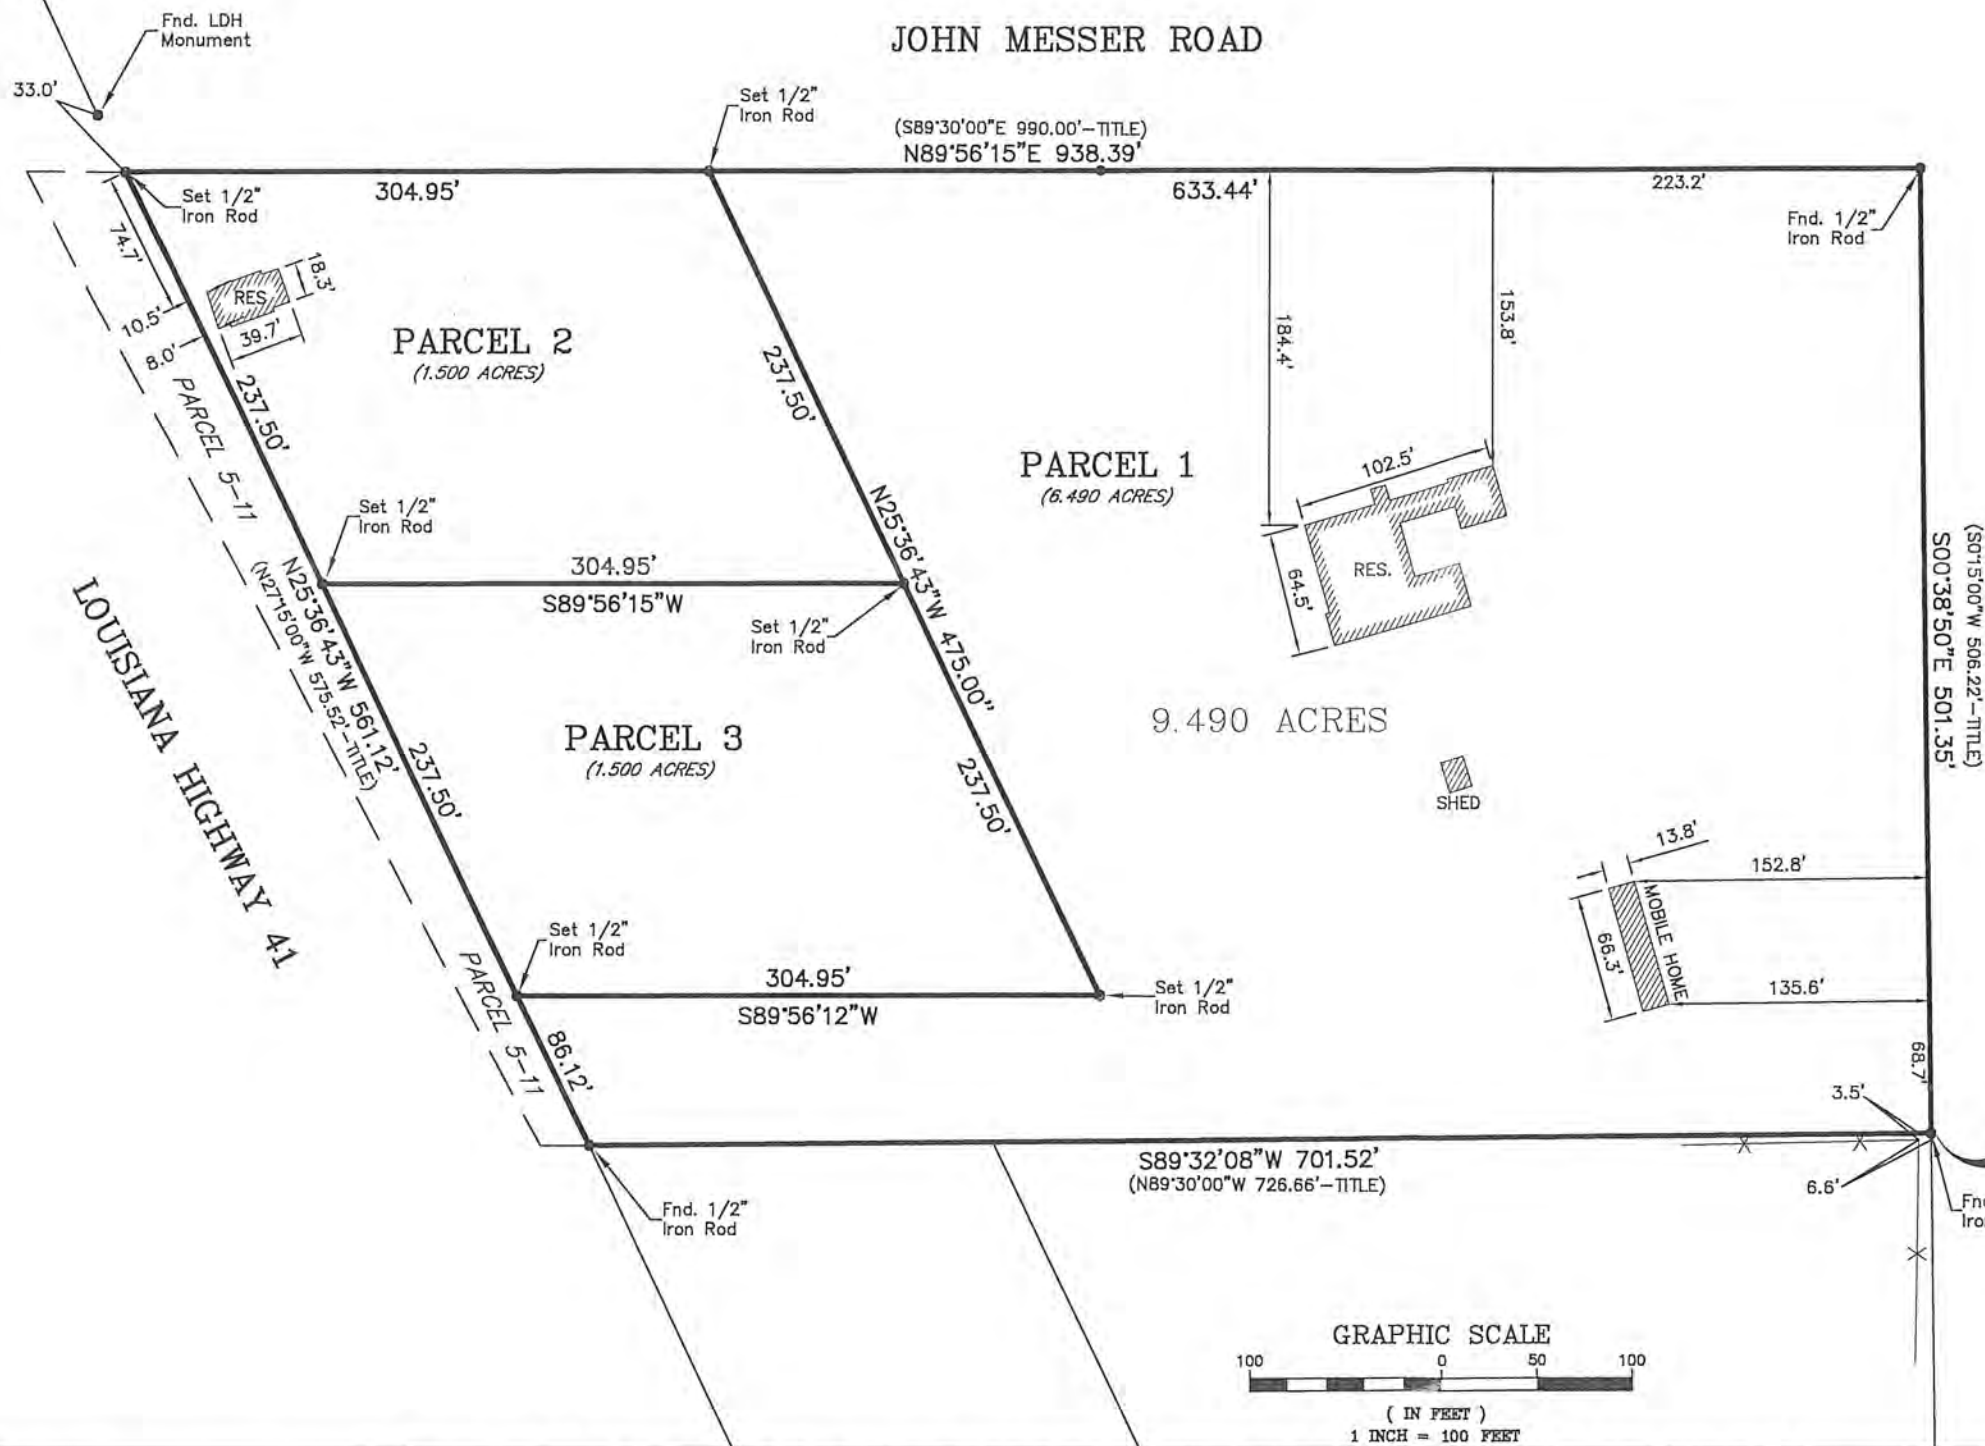 Fnd. LDH
Monument
JOHN MESSER ROAD
33.0'
Set 1/2"
Iron Rod
(S89°30'00"E 990.00'-TITLE)
N89°56'15"E 938.39'
304.95'
633.44'
223.2'
Set 1/2"
Iron Rod
Fnd. 1/2"
Iron Rod
74.7'
18.3'
RES.
10.5'
39.7'
8.0'
PARCEL 2
(1.500 ACRES)
237.50'
237.50'
184.4'
153.8'
PARCEL 5-11
PARCEL 1
(6.490 ACRES)
102.5'
64.5'
RES.
Set 1/2"
Iron Rod
304.95'
S89°56'15"W
Set 1/2"
Iron Rod
N25°36'43"W 475.00"
N25°36'43"W 561.12'
(N27°15'00"W 575.52'-TITLE)
S00°38'50"E 501.35'
(S0°15'00"W 506.22'-TITLE)
LOUISIANA HIGHWAY 41
PARCEL 3
(1.500 ACRES)
237.50'
237.50'
9.490 ACRES
SHED
13.8'
152.8'
MOBILE HOME
66.3'
135.6'
Set 1/2"
Iron Rod
304.95'
S89°56'12"W
Set 1/2"
Iron Rod
PARCEL 5-11
86.12'
68.7'
3.5'
6.6'
S89°32'08"W 701.52'
(N89°30'00"W 726.66'-TITLE)
Fnd. 1/2"
Iron Rod
GRAPHIC SCALE
100 0 50 100
( IN FEET )
1 INCH = 100 FEET